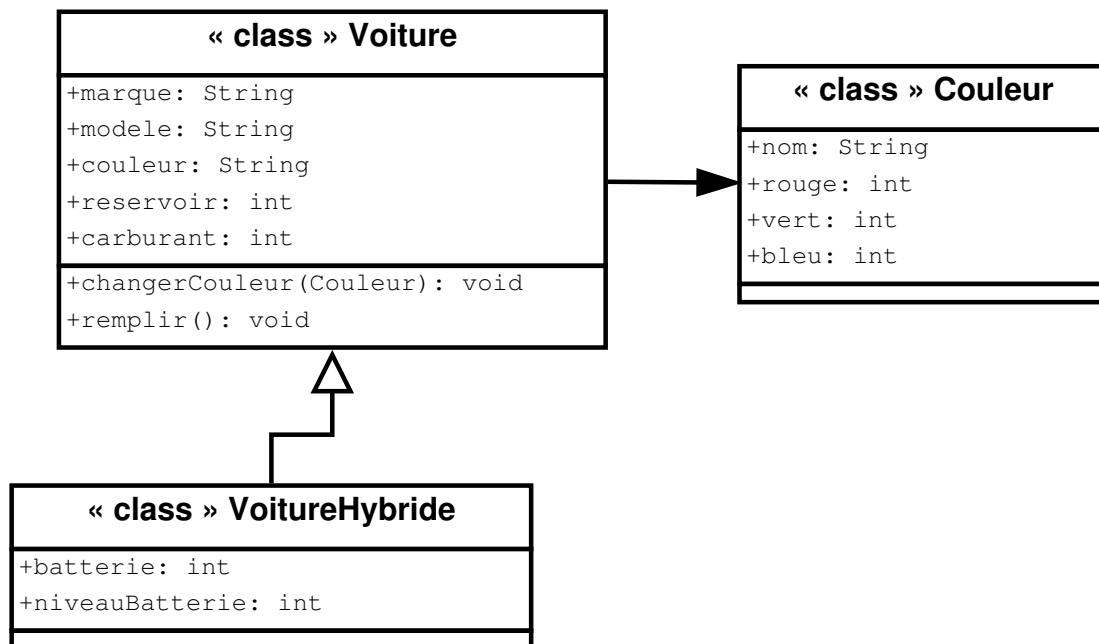 « class » Voiture
+marque: String
+modele: String
+couleur: String
+reservoir: int
+carburant: int
+changerCouleur(Couleur): void
+remplir(): void
« class » Couleur
+nom: String
+rouge: int
+vert: int
+bleu: int
« class » VoitureHybride
+batterie: int
+niveauBatterie: int